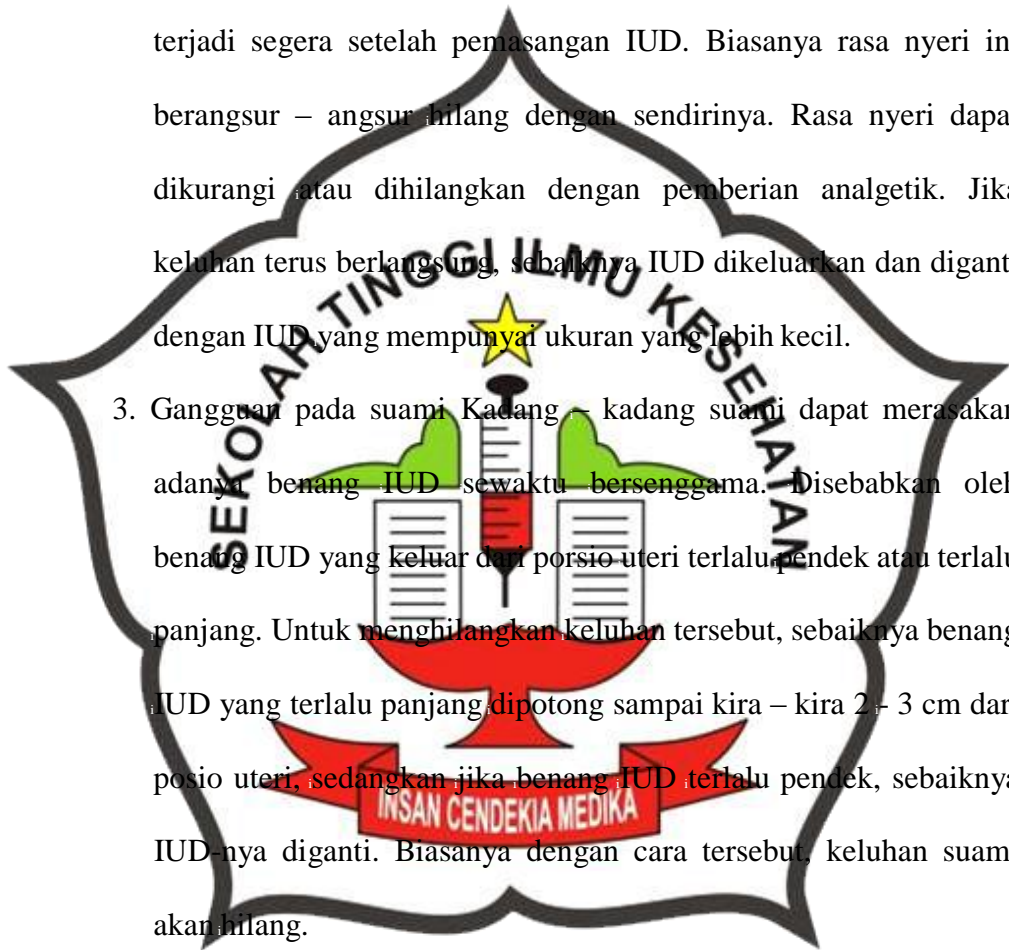 terjadi segera setelah pemasangan IUD. Biasanya rasa nyeri in
berangsur – angsur hilang dengan sendirinya. Rasa nyeri dapa
dikurangi atau dihilangkan dengan pemberian analgetik. Jika
keluhan terus berlangsung, sebaiknya IUD dikeluarkan dan digant
dengan IUD yang mempunyai ukuran yang lebih kecil.
3. Gangguan pada suami Kadang – kadang suami dapat merasakan
adanya benang IUD sewaktu bersenggama. Disebabkan oleh
benang IUD yang keluar dari porsio uteri terlalu pendek atau terlalu
panjang. Untuk menghilangkan keluhan tersebut, sebaiknya benang
IUD yang terlalu panjang dipotong sampai kira – kira 2 - 3 cm dar
posio uteri, sedangkan jika benang IUD terlalu pendek, sebaiknya
IUD-nya diganti. Biasanya dengan cara tersebut, keluhan suam
akan hilang.
SEKOLAH TINGGI ILMU KESEHATAN
INSAN CENDEKIA MEDIKA